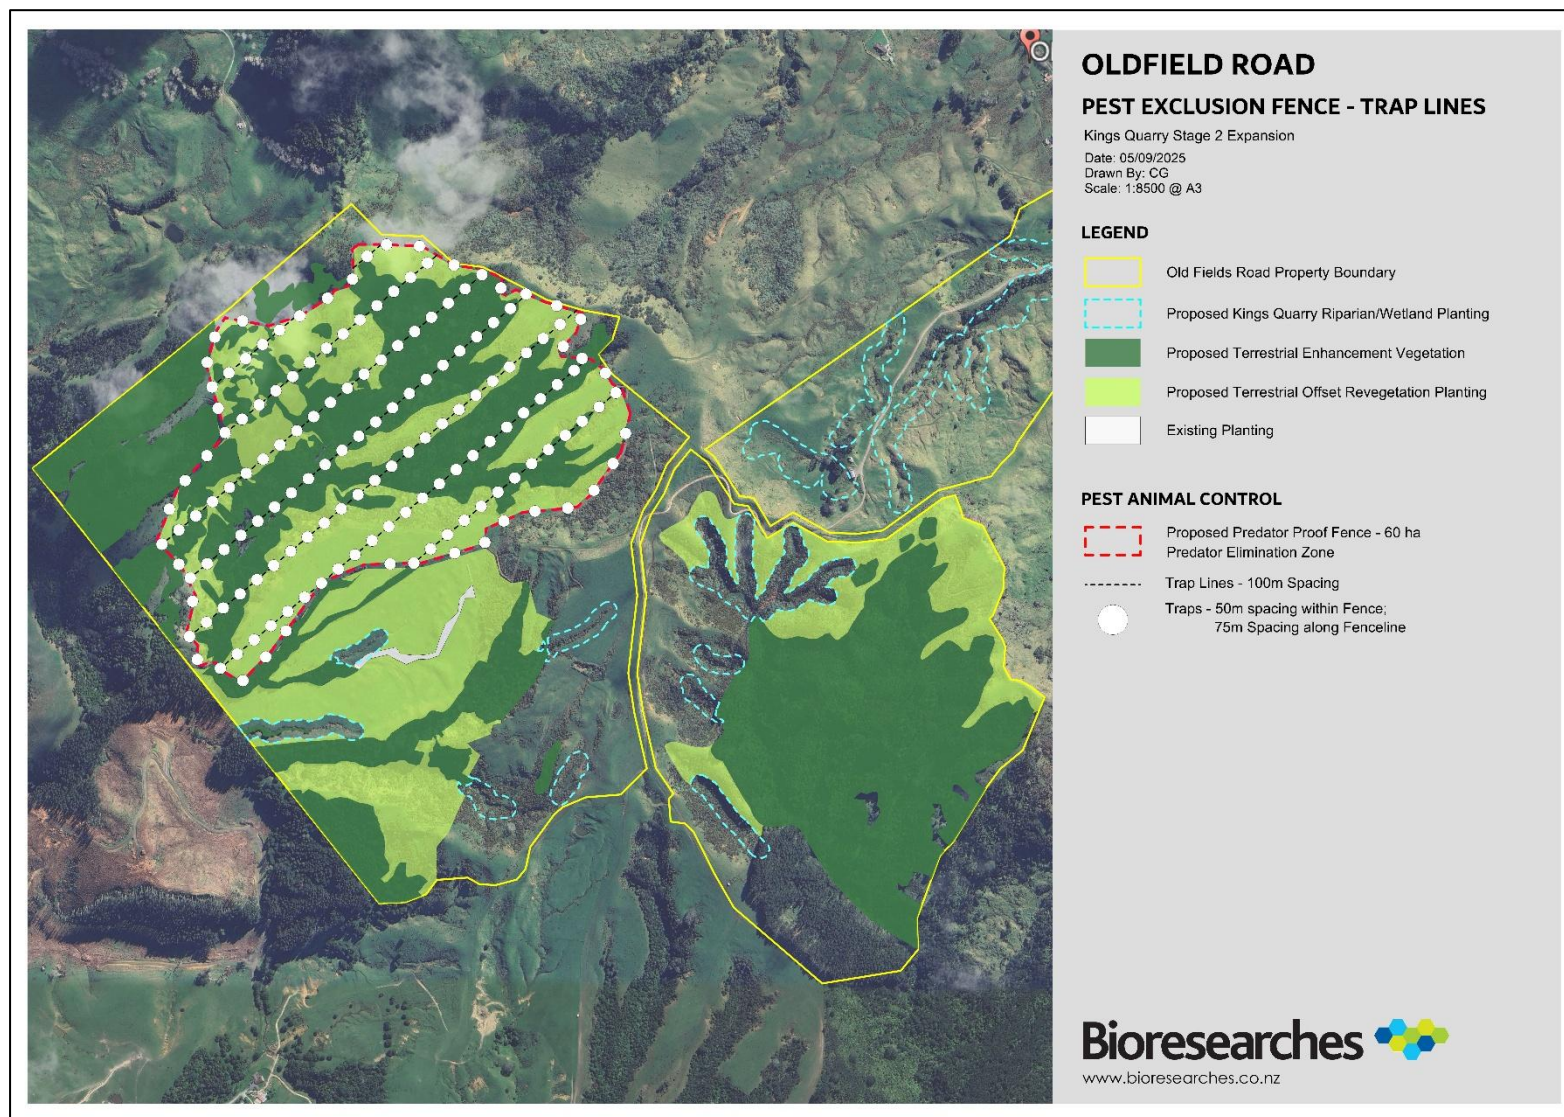 O
OLDFIELD ROAD
PEST EXCLUSION FENCE - TRAP LINES
Kings Quarry Stage 2 Expansion
Date: 05/09/2025
Drawn By: CG
Scale: 1:8500 @ A3
LEGEND
Old Fields Road Property Boundary
Proposed Kings Quarry Riparian/Wetland Planting
Proposed Terrestrial Enhancement Vegetation
Proposed Terrestrial Offset Revegetation Planting
Existing Planting
PEST ANIMAL CONTROL
Proposed Predator Proof Fence - 60 ha
Predator Elimination Zone
Trap Lines - 100m Spacing
Traps - 50m spacing within Fence;
75m Spacing along Fenceline
Bioresearches
www.bioresearches.co.nz